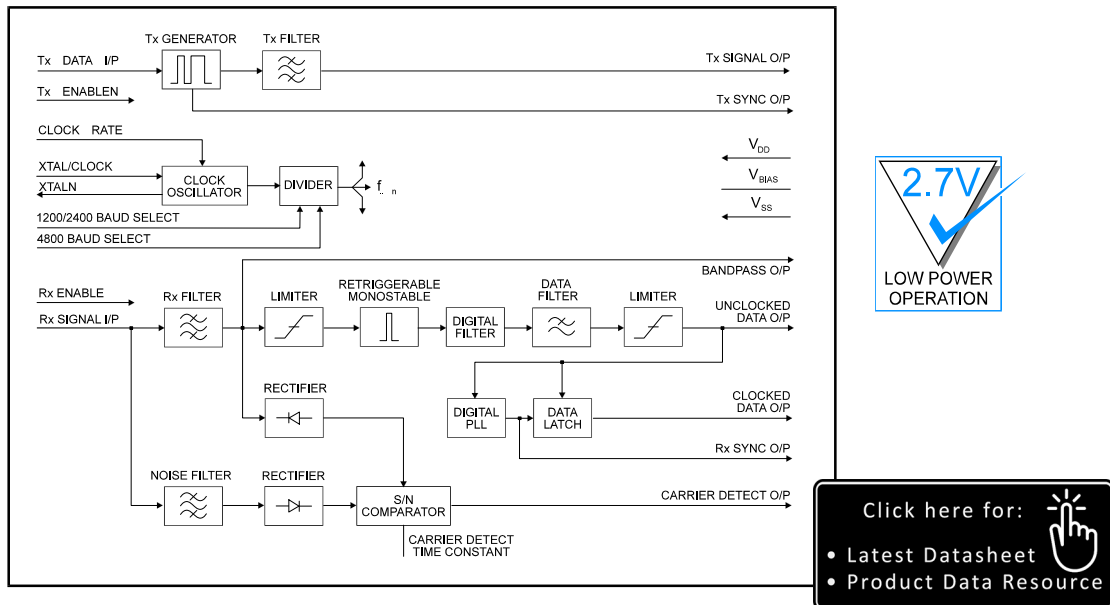 Tx GENERATOR
Tx FILTER
Tx DATA I/P
Tx SIGNAL O/P
Tx ENABLEN
Tx SYNC O/P
CLOCK RATE
XTAL/CLOCK
XTALN
CLOCK
OSCILLATOR
DIVIDER
f.. n
VDD
VBIAS
VSS
1200/2400 BAUD SELECT
4800 BAUD SELECT
BANDPASS O/P
Rx ENABLE
Rx SIGNAL I/P
Rx FILTER
LIMITER
RETRIGGERABLE
MONOSTABLE
DIGITAL
FILTER
DATA
FILTER
LIMITER
UNCLOCKED
DATA O/P
RECTIFIER
DIGITAL
PLL
DATA
LATCH
CLOCKED
DATA O/P
Rx SYNC O/P
NOISE FILTER
RECTIFIER
S/N
COMPARATOR
CARRIER DETECT O/P
CARRIER DETECT
TIME CONSTANT
2.7V
LOW POWER
OPERATION
Click here for:
• Latest Datasheet
• Product Data Resource